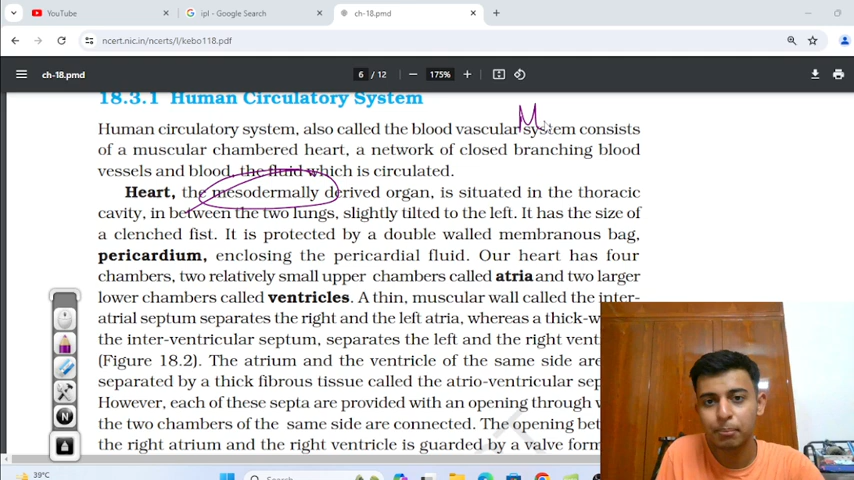 YouTube
ipl - Google Search
ch-18.pdf
ncert.nic.in/ncerts/l/kebo118.pdf
ch-18.pmd
6 / 12
175%
18.3.1 Human Circulatory System
M
Human circulatory system, also called the blood vascular system consists
of a muscular chambered heart, a network of closed branching blood
vessels and blood, the fluid which is circulated.
Heart, the mesodermally derived organ, is situated in the thoracic
cavity, in between the two lungs, slightly tilted to the left. It has the size of
a clenched fist. It is protected by a double walled membranous bag,
pericardium, enclosing the pericardial fluid. Our heart has four
chambers, two relatively small upper chambers called atria and two larger
lower chambers called ventricles. A thin, muscular wall called the inter-
atrial septum separates the right and the left atria, whereas a thick-w
the inter-ventricular septum, separates the left and the right vent
(Figure 18.2). The atrium and the ventricle of the same side are
separated by a thick fibrous tissue called the atrio-ventricular sep
However, each of these septa are provided with an opening through
the two chambers of the same side are connected. The opening be
the right atrium and the right ventricle is guarded by a valve form
N
39°C
Search